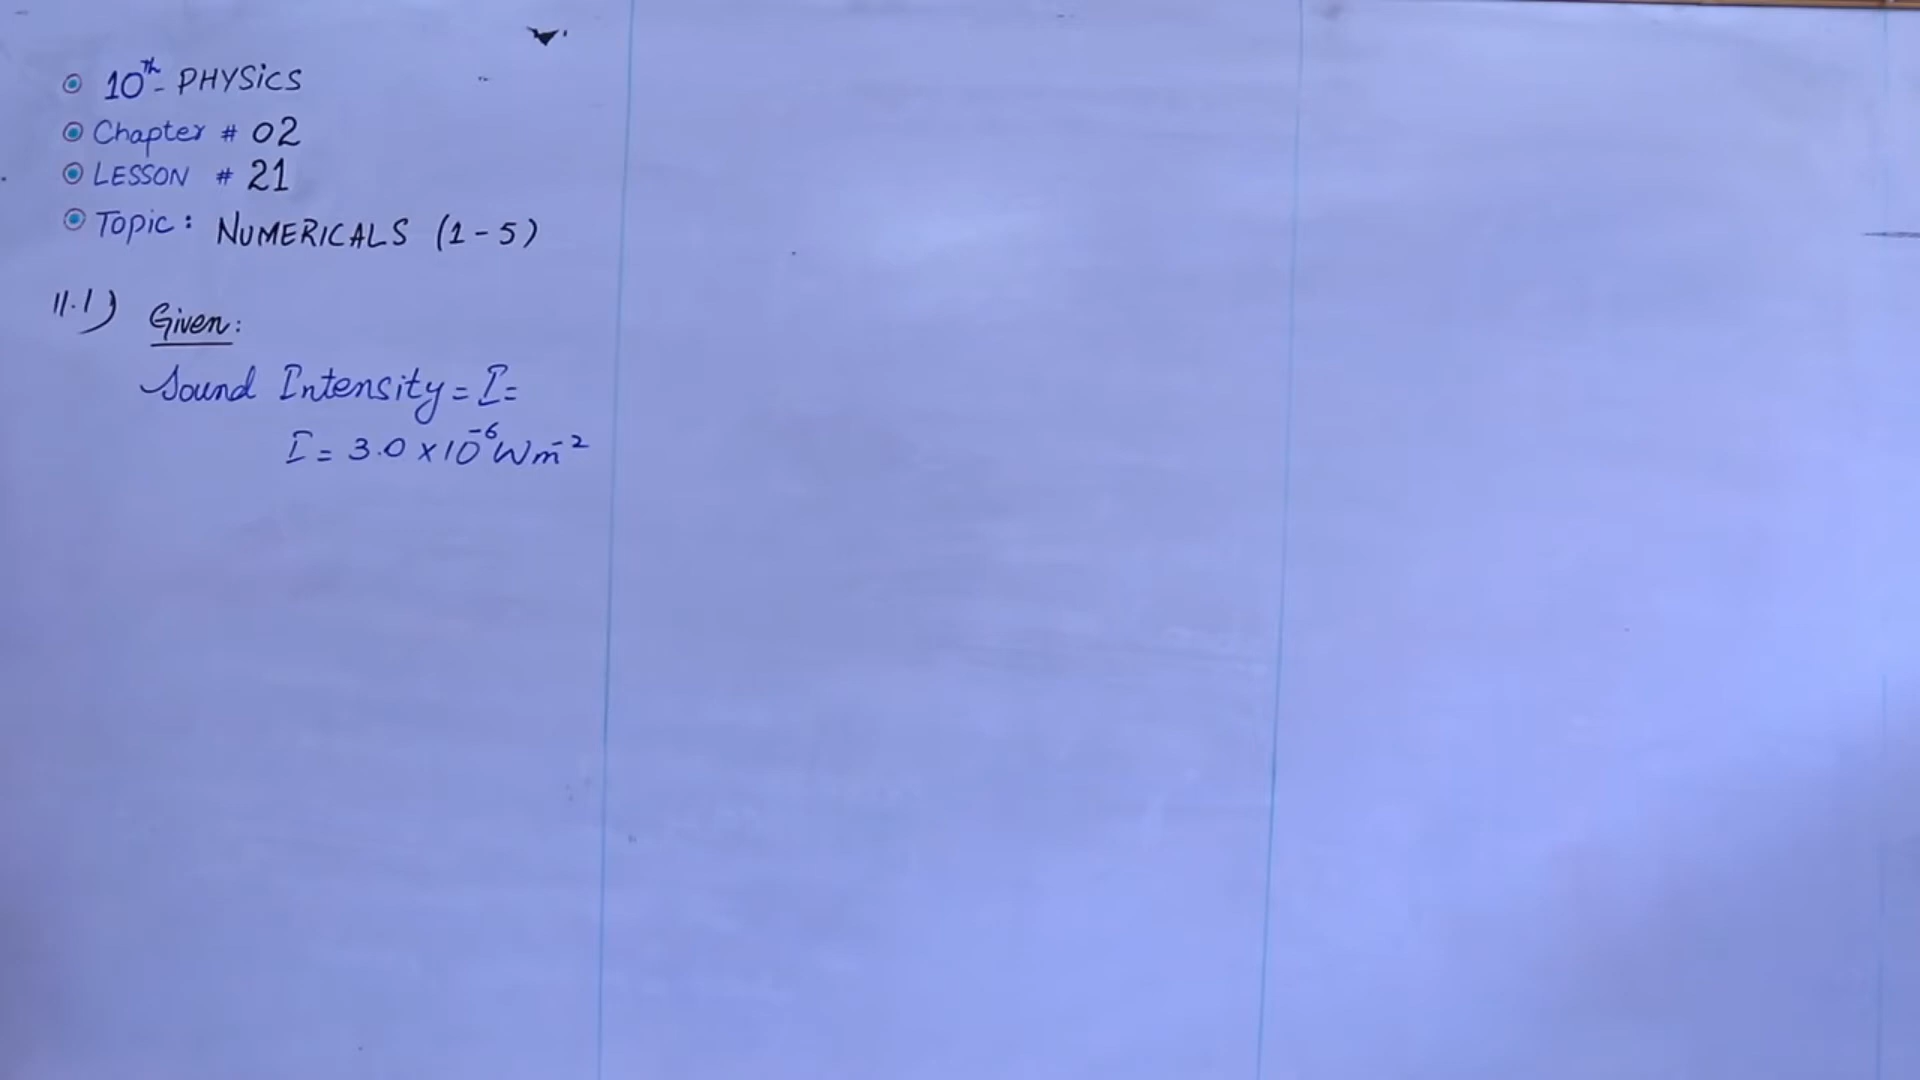 10th - PHYSiCS
Chapter # 02
LESSON # 21
Topic: NUMERICALS (1-5)
11.1) Given:
Sound Intensity = I =
I = 3.0 × 10⁻⁶ Wm⁻²